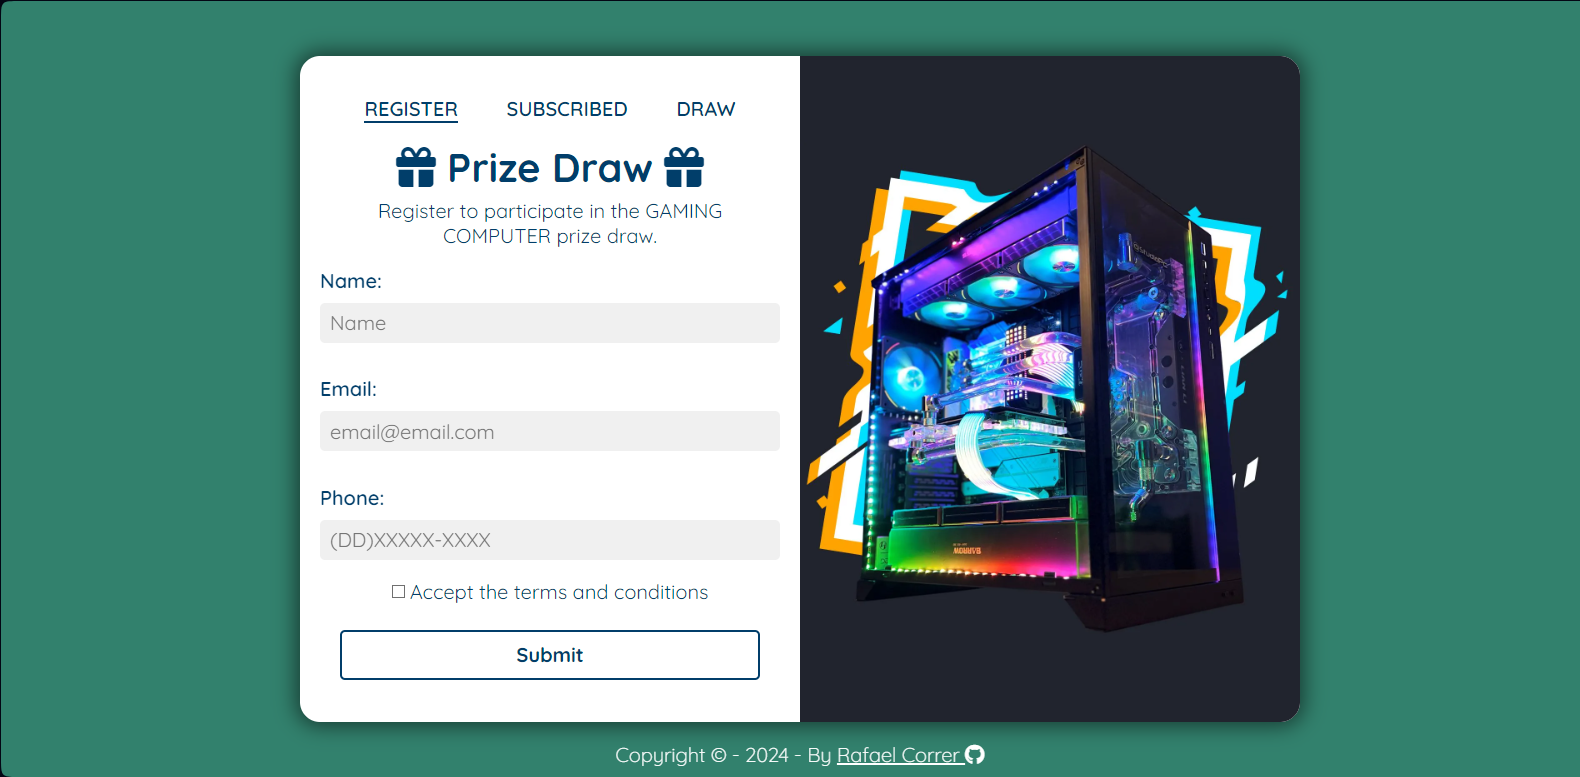 REGISTER SUBSCRIBED DRAW
Prize Draw
Register to participate in the GAMING
COMPUTER prize draw.
Name:
Name
Email:
email@email.com
Phone:
(DD)XXXXX-XXXX
Accept the terms and conditions
Submit
Copyright © - 2024 - By Rafael Correr